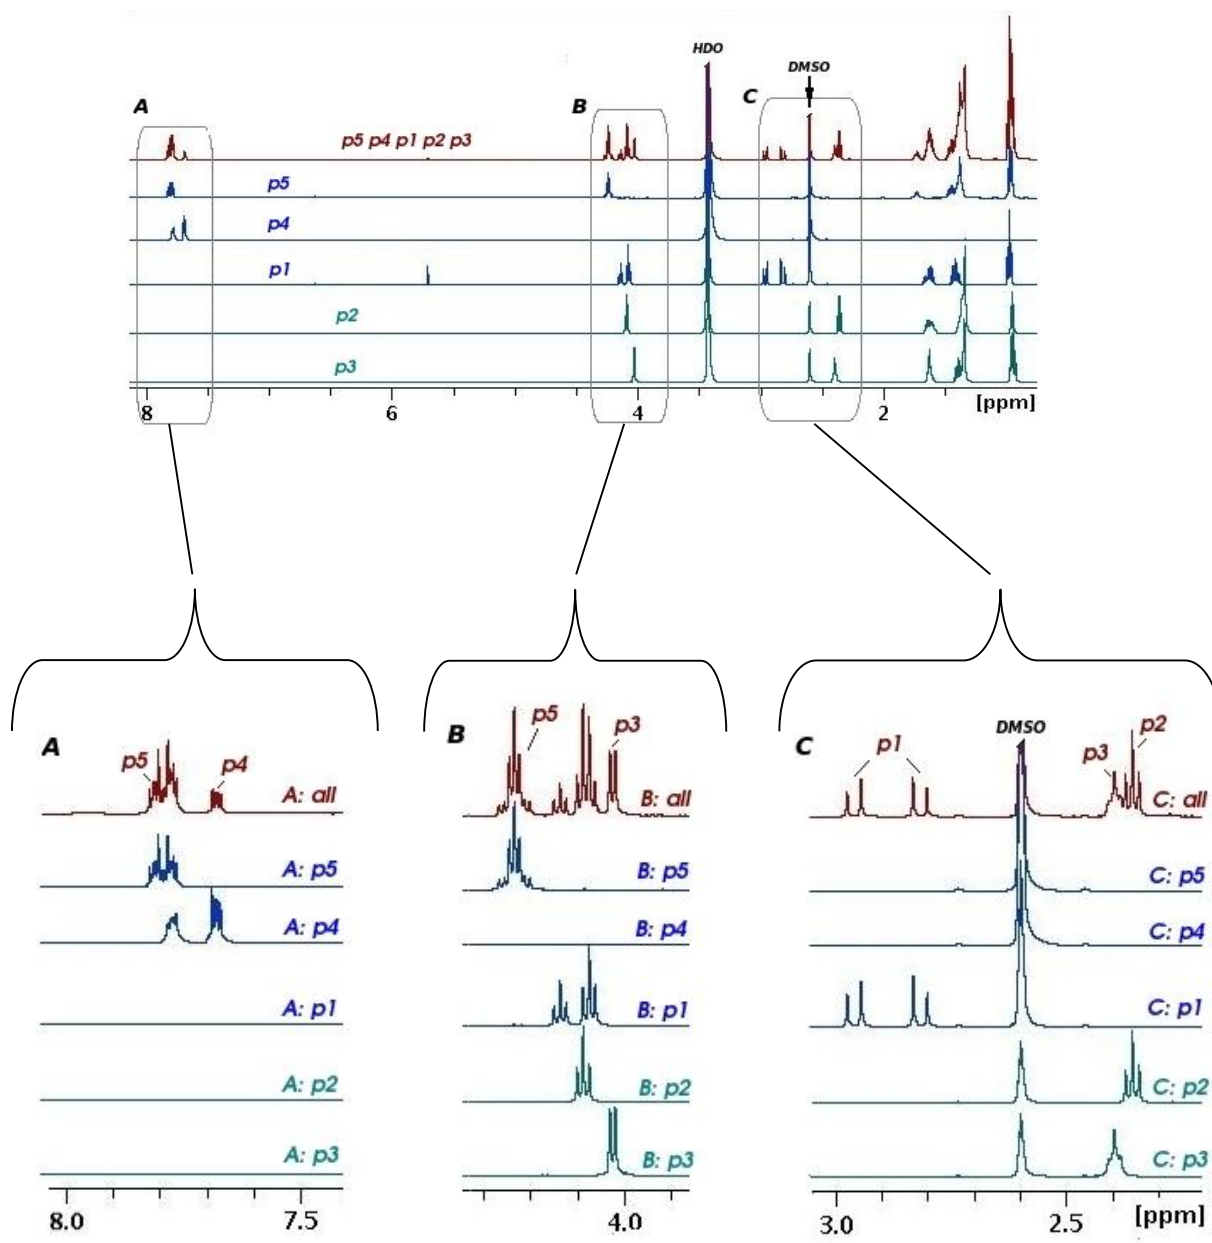 HDO
DMSO
A
B
C
p5 p4 p1 p2 p3
p5
p4
p1
p2
p3
8
6
4
2
[ppm]
A
p5
p4
A: all
A: p5
A: p4
A: p1
A: p2
A: p3
8.0
7.5
B
p5
p3
B: all
B: p5
B: p4
B: p1
B: p2
B: p3
4.0
C
p1
DMSO
p3
p2
C: all
C: p5
C: p4
C: p1
C: p2
C: p3
3.0
2.5
[ppm]